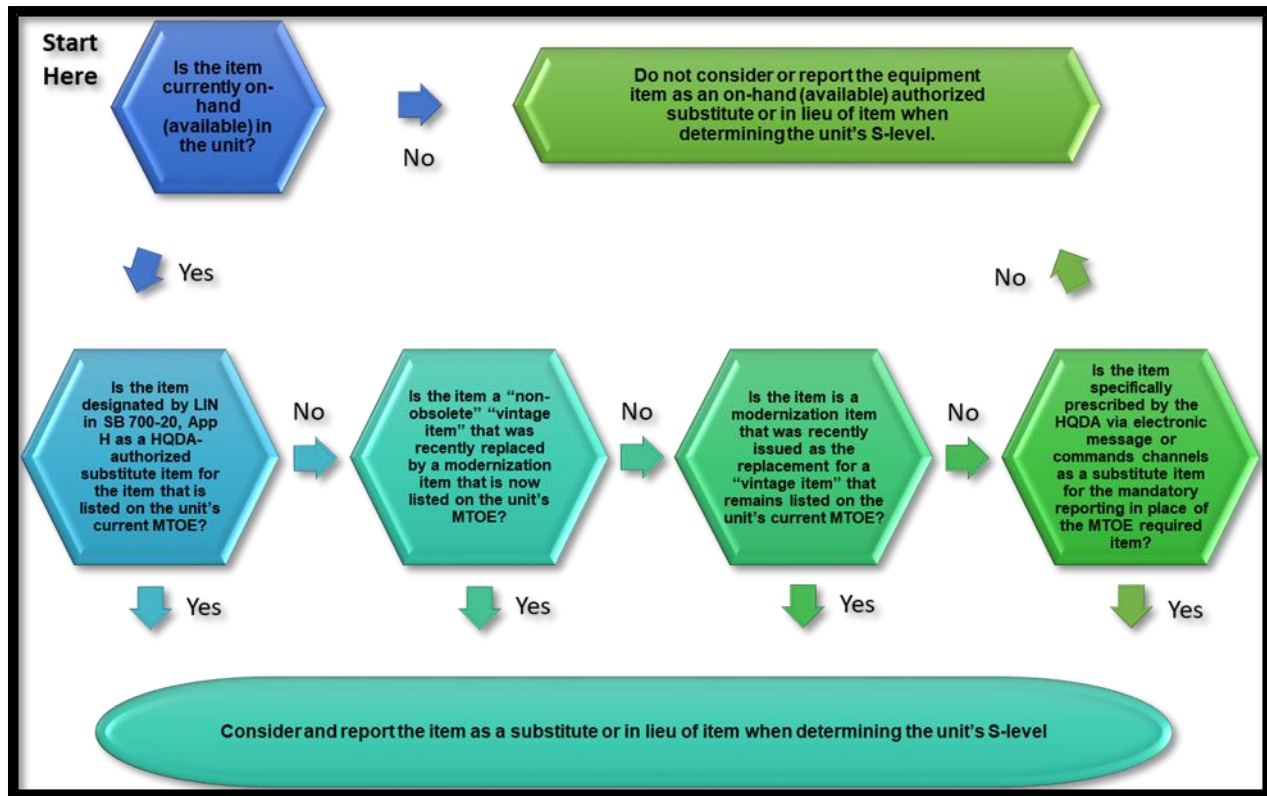 Start
Here
Is the item
currently on-
hand
(available) in
the unit?
No
Do not consider or report the equipment
item as an on-hand (available) authorized
substitute or in lieu of item when
determining the unit's S-level.
Yes
No
Is the item
designated by LIN
in SB 700-20, App
H as a HQDA-
authorized
substitute item for
the item that is
listed on the unit's
current MTOE?
No
Is the item a “non-
obsolete” “vintage
item” that was
recently replaced
by a modernization
item that is now
listed on the unit's
MTOE?
No
Is the item is a
modernization item
that was recently
issued as the
replacement for a
“vintage item” that
remains listed on the
unit's current MTOE?
No
Is the item
specifically
prescribed by the
HQDA via electronic
message or
commands channels
as a substitute item
for the mandatory
reporting in place of
the MTOE required
item?
Yes
Yes
Yes
Yes
Consider and report the item as a substitute or in lieu of item when determining the unit's S-level